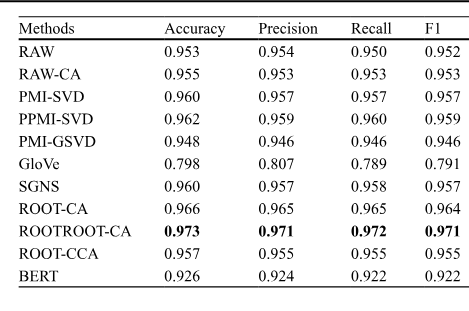 Methods Accuracy Precision Recall F1
RAW 0.953 0.954 0.950 0.952
RAW-CA 0.955 0.953 0.953 0.953
PMI-SVD 0.960 0.957 0.957 0.957
PPMI-SVD 0.962 0.959 0.960 0.959
PMI-GSVD 0.948 0.946 0.946 0.946
GloVe 0.798 0.807 0.789 0.791
SGNS 0.960 0.957 0.958 0.957
ROOT-CA 0.966 0.965 0.965 0.964
ROOTROOT-CA 0.973 0.971 0.972 0.971
ROOT-CCA 0.957 0.955 0.955 0.955
BERT 0.926 0.924 0.922 0.922